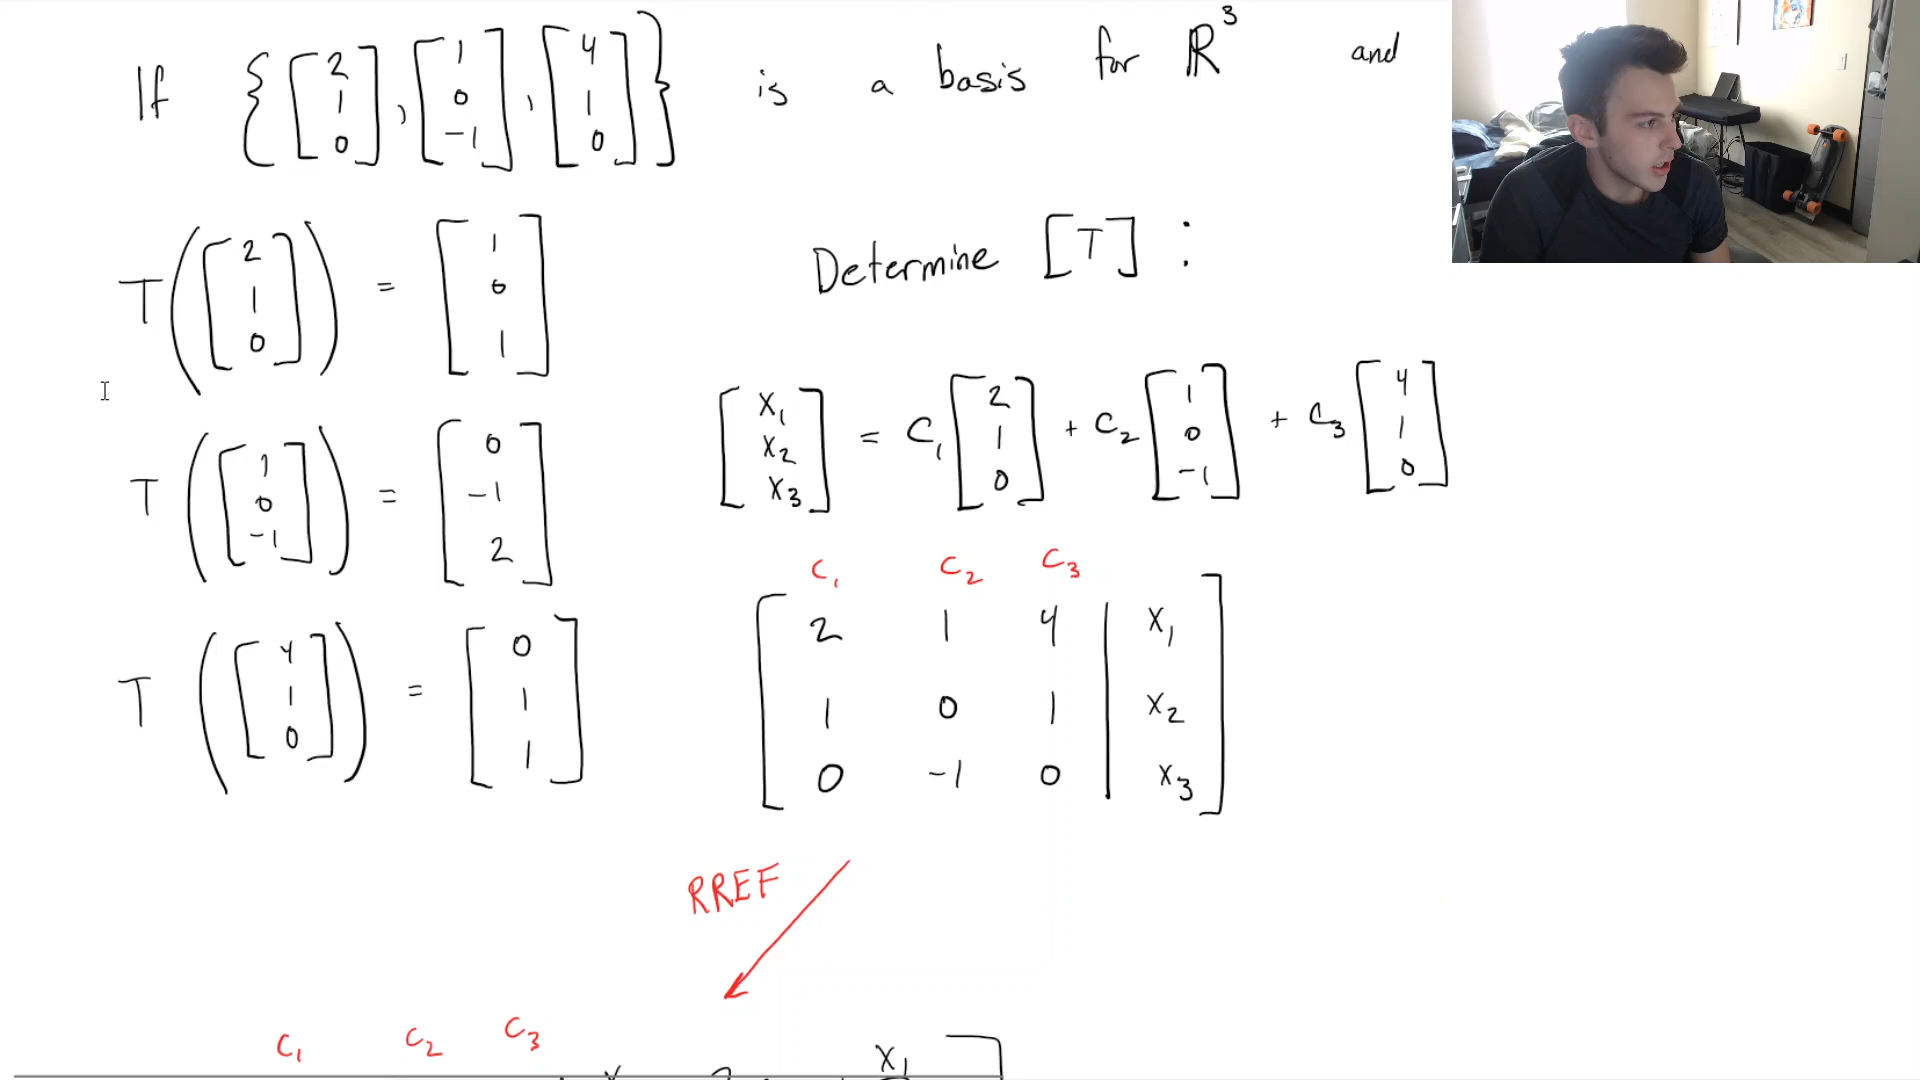 If { [2 1 0], [1 0 -1], [4 1 0] } is a basis for ℝ³ and
T([2 1 0]) = [1 0 1]
Determine [T] :
T([1 0 -1]) = [0 -1 2]
[x₁ x₂ x₃] = C₁[2 1 0] + C₂[1 0 -1] + C₃[4 1 0]
T([4 1 0]) = [0 1 1]
C₁ C₂ C₃
2 1 4 | x₁
1 0 1 | x₂
0 -1 0 | x₃
RREF
C₁ C₂ C₃
x₁